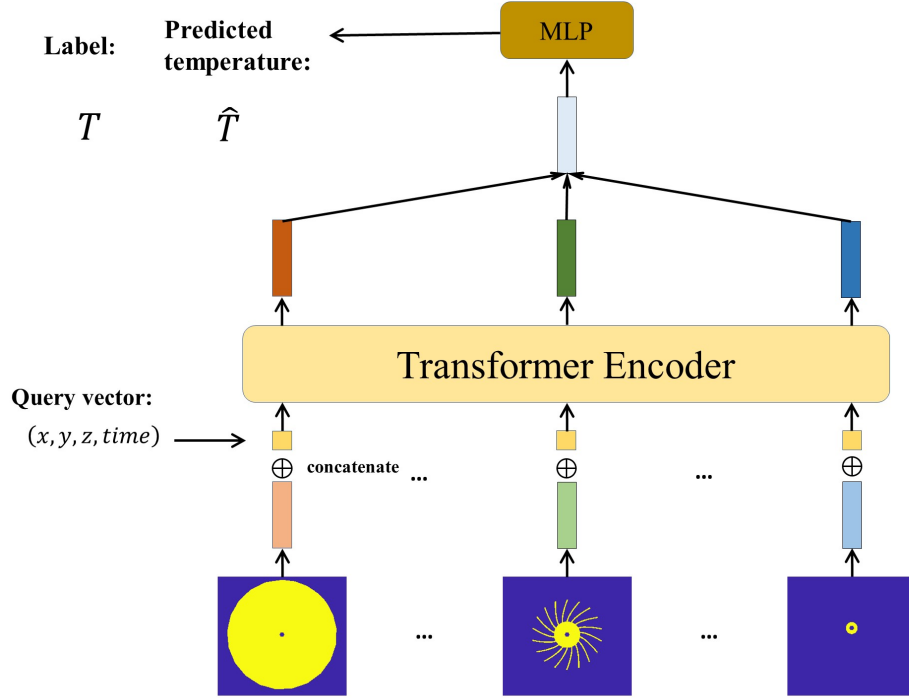 MLP
Label:
Predicted
temperature:
T
T̂
Transformer Encoder
Query vector:
(x, y, z, time)
concatenate
...
...
...
...